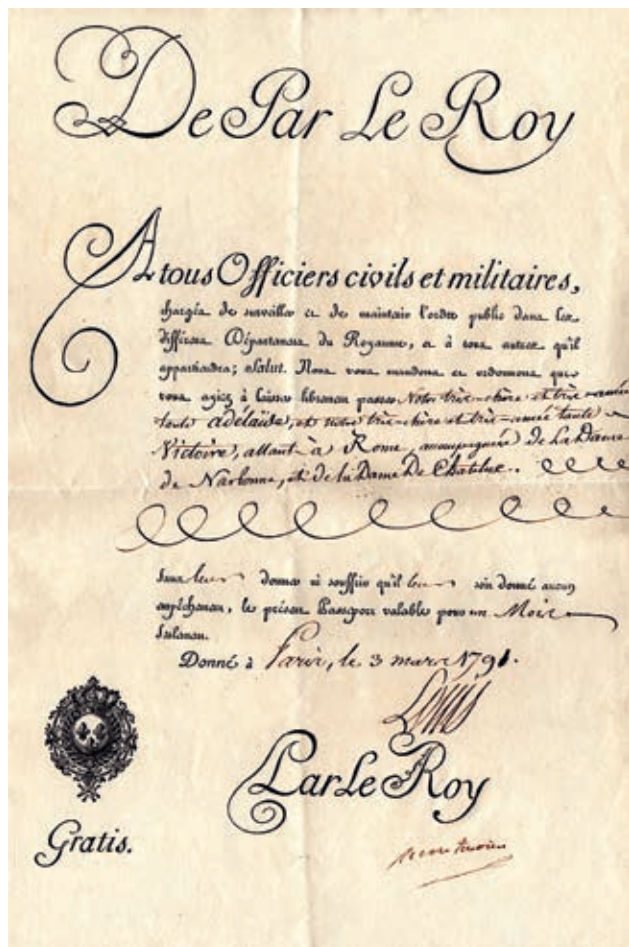 De Par Le Roy
A tous Officiers civils et militaires,
chargés de surveiller et de maintenir l'ordre public dans les
différens Départemens du Royaume, et à tous autres qu'il
appartiendra; Salut. Nous vous mandons et ordonnons que
vous ayiez à laisser librement passer Notre très-chère et très-aimée
tante adélaïde, et notre très-chère et très-aimée tante
Victoire, allant à Rome, accompagnées de La Dame
de Narbonne, et de la Dame De Chatelux.
sans leur donner ni souffrir qu'il leur soit donné aucun
empêchement, le présent Passeport valable pour un Mois
seulement.
Donné à Paris, le 3 mars 1791.
Louis
Par Le Roy
Gratis.